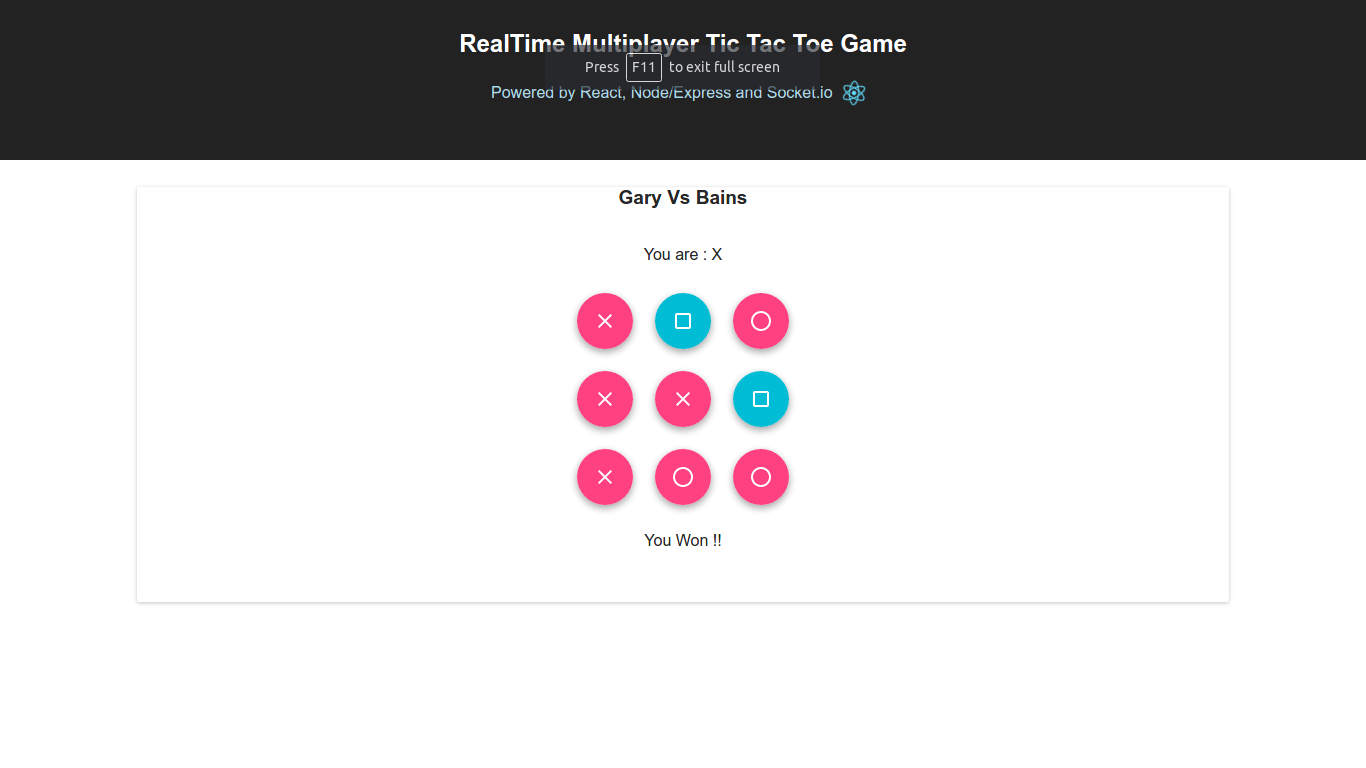 RealTime Multiplayer Tic Tac Toe Game
Press F11 to exit full screen
Powered by React, Node/Express and Socket.io
Gary Vs Bains
You are : X
You Won !!